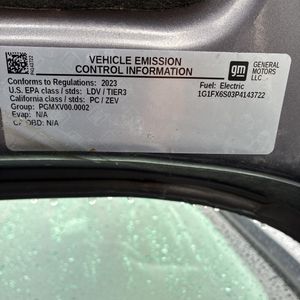 VEHICLE EMISSION
CONTROL INFORMATION
gm
GENERAL
MOTORS LLC
Conforms to Regulations: 2023
U.S. EPA class / stds: LDV / TIER3
California class / stds: PC / ZEV
Group: PGMXV00.0002
Evap: N/A
OBD: N/A
Fuel: Electric
1G1FX6S03P4143722